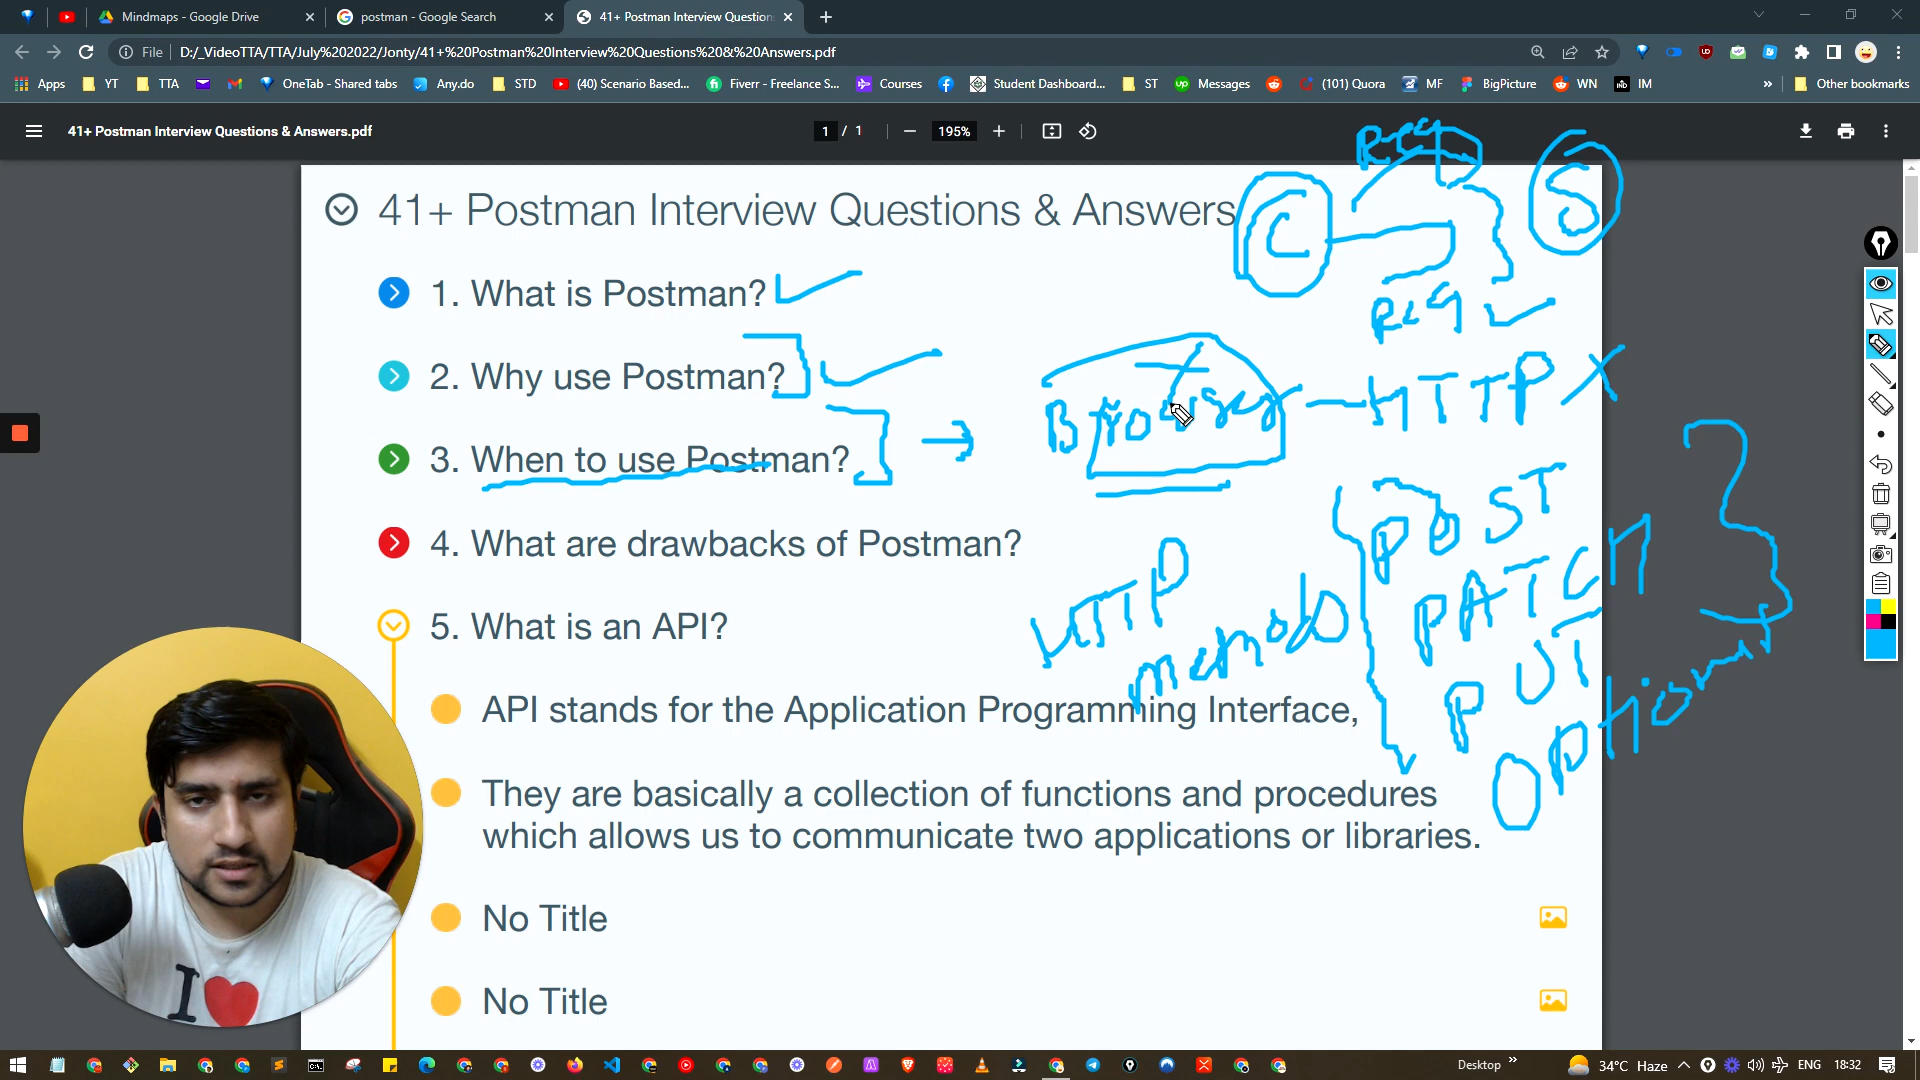 Mindmaps - Google Drive
postman - Google Search
41+ Postman Interview Question
File
D:/_VideoTTA/TTA/July%202022/Jonty/41+%20Postman%20Interview%20Questions%20&%20Answers.pdf
Apps
YT
TTA
OneTab - Shared tabs
Any.do
STD
(40) Scenario Based...
Fiverr - Freelance S...
Courses
Student Dashboard...
ST
Messages
(101) Quora
MF
BigPicture
WN
IM
Other bookmarks
41+ Postman Interview Questions & Answers.pdf
1 / 1
195%
Req
C
S
Req
41+ Postman Interview Questions & Answers
1. What is Postman?
2. Why use Postman?
Browser
HTTP X
3. When to use Postman?
POST
4. What are drawbacks of Postman?
PATCH
HTTP
5. What is an API?
PUT
API stands for the Application Programming Interface,
They are basically a collection of functions and procedures
which allows us to communicate two applications or libraries.
No Title
No Title
I
Desktop
34°C Haze
ENG
18:32